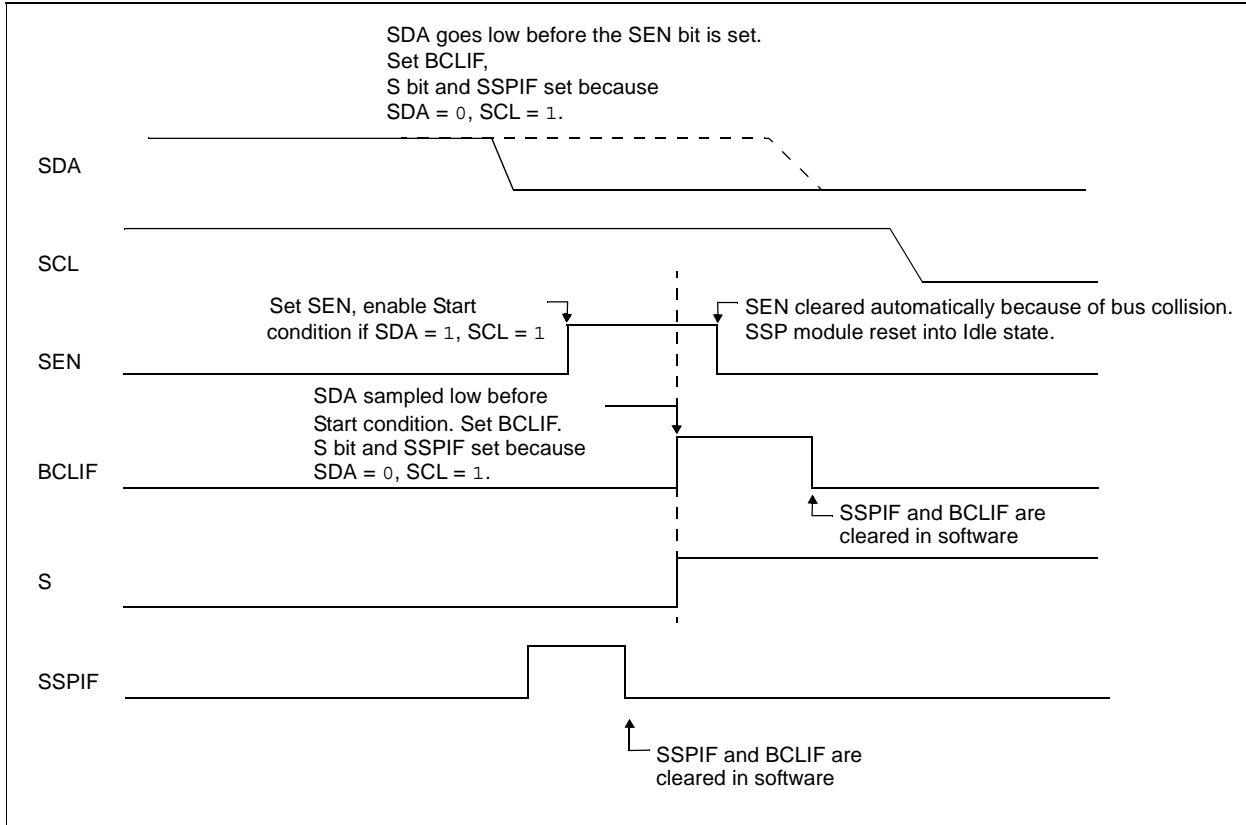 SDA goes low before the SEN bit is set.
Set BCLIF,
S bit and SSPIF set because
SDA = 0, SCL = 1.
SDA
SCL
Set SEN, enable Start
condition if SDA = 1, SCL = 1
SEN cleared automatically because of bus collision.
SSP module reset into Idle state.
SEN
SDA sampled low before
Start condition. Set BCLIF.
S bit and SSPIF set because
SDA = 0, SCL = 1.
BCLIF
SSPIF and BCLIF are
cleared in software
S
SSPIF
SSPIF and BCLIF are
cleared in software